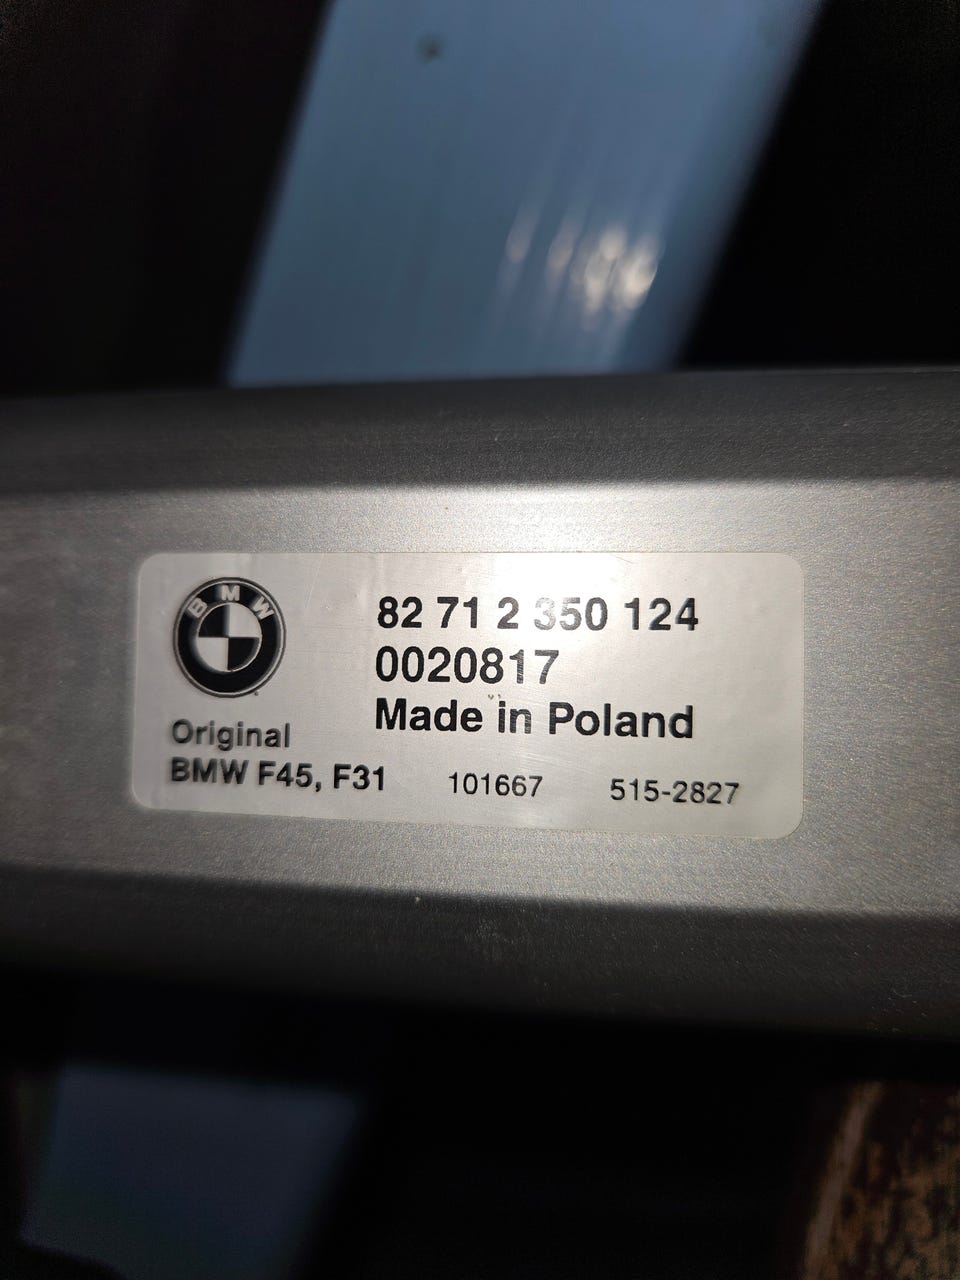 BMW
82 71 2 350 124
0020817
Made in Poland
Original
BMW F45, F31 101667 515-2827